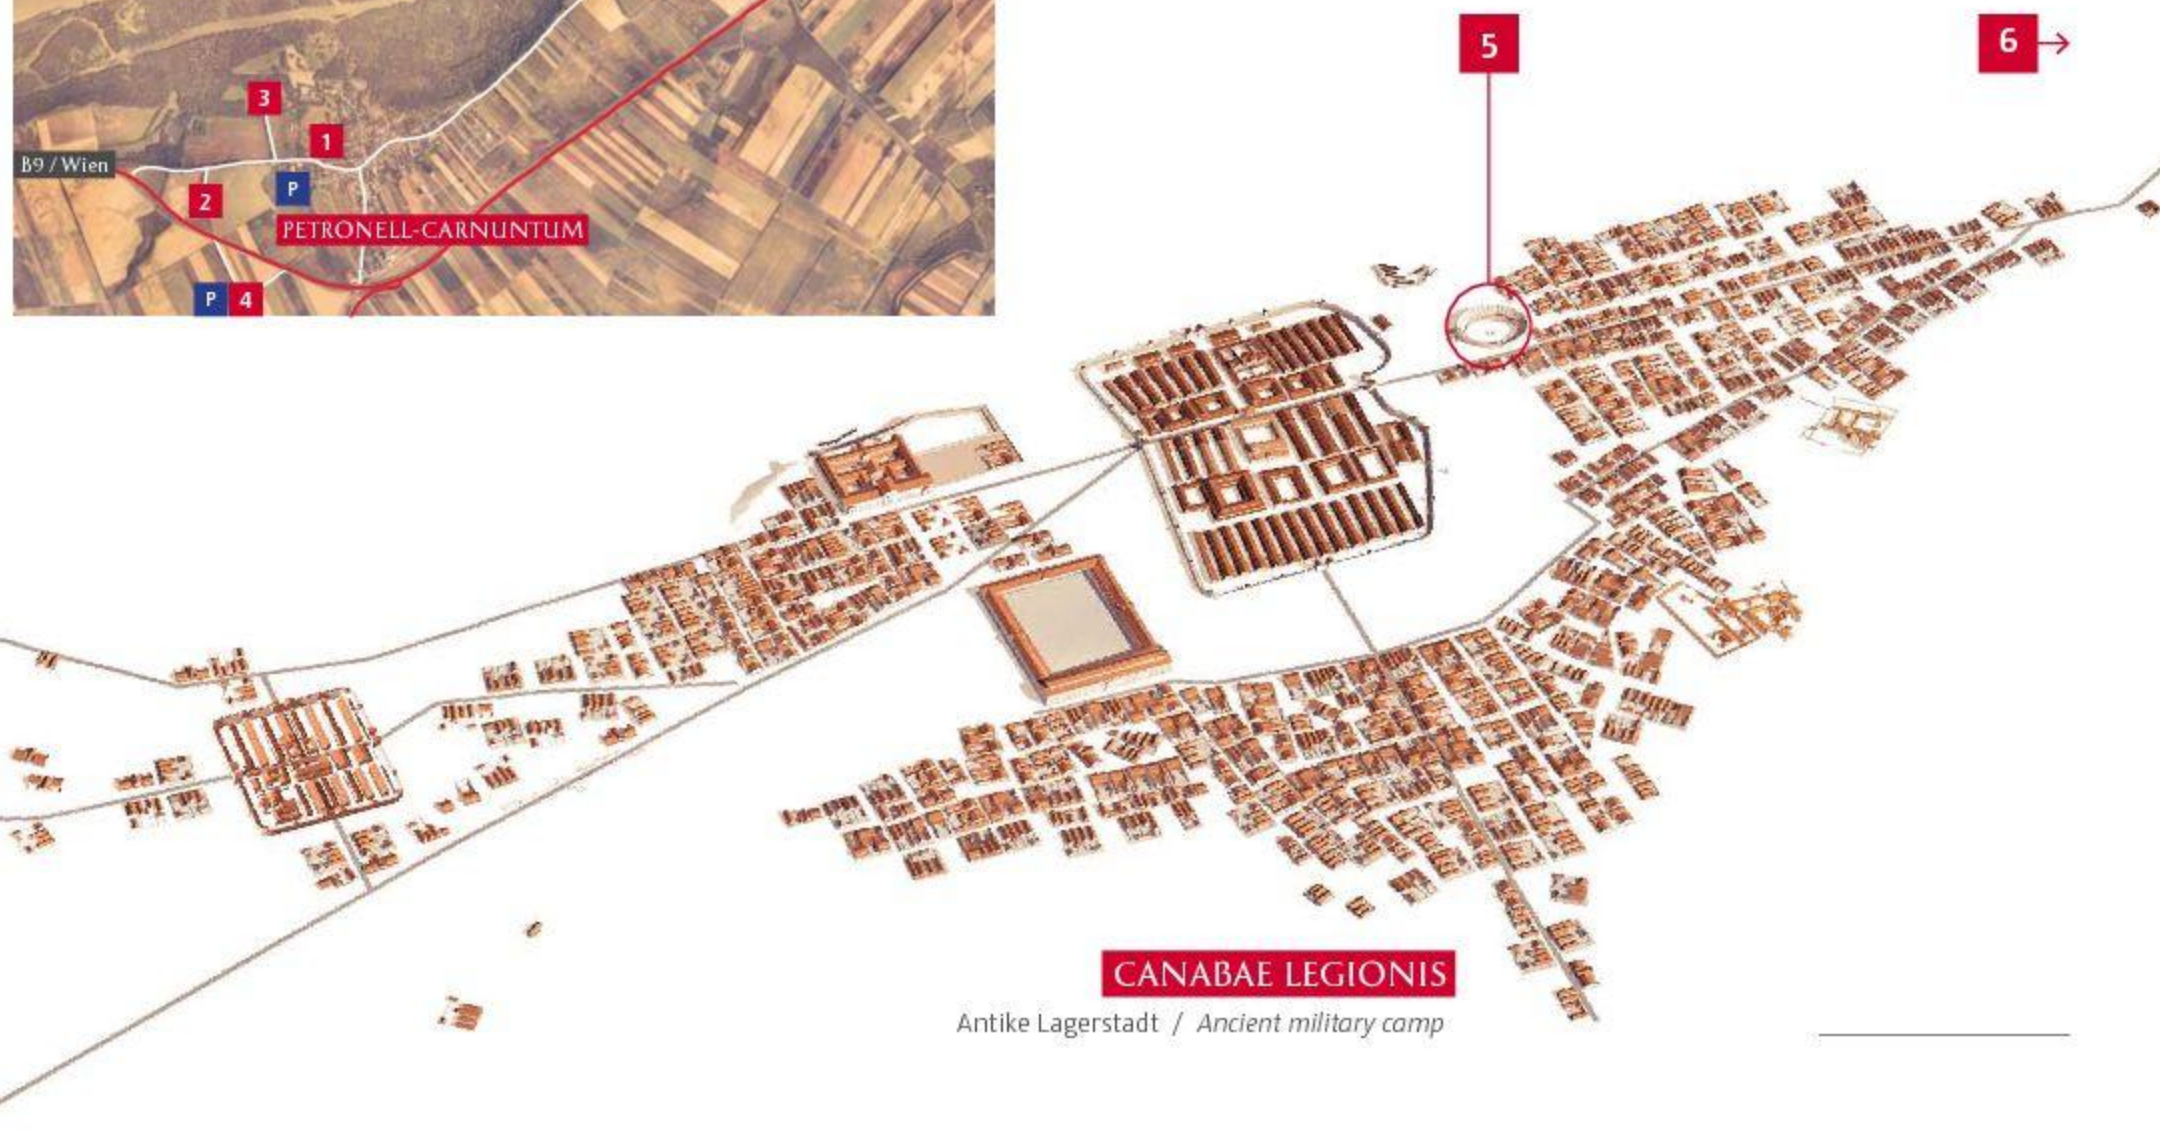 5
6
3
1
B9 / Wien
P
2
PETRONELL-CARNUNTUM
P 4
CANABAE LEGIONIS
Antike Lagerstadt / Ancient military camp